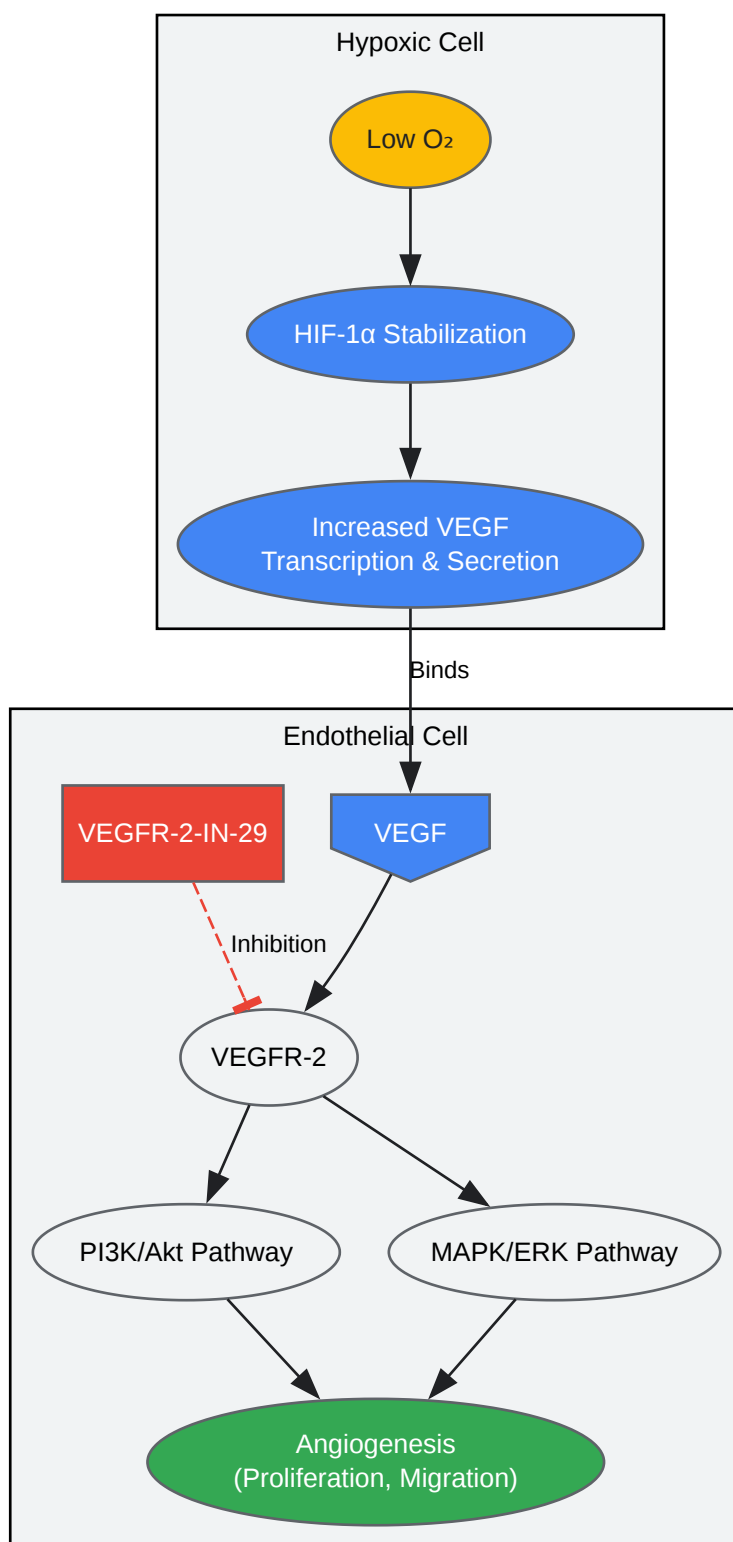 Hypoxic Cell
Low O₂
HIF-1α Stabilization
Increased VEGF
Transcription & Secretion
Binds
Endothelial Cell
VEGFR-2-IN-29
VEGF
Inhibition
VEGFR-2
PI3K/Akt Pathway
MAPK/ERK Pathway
Angiogenesis
(Proliferation, Migration)